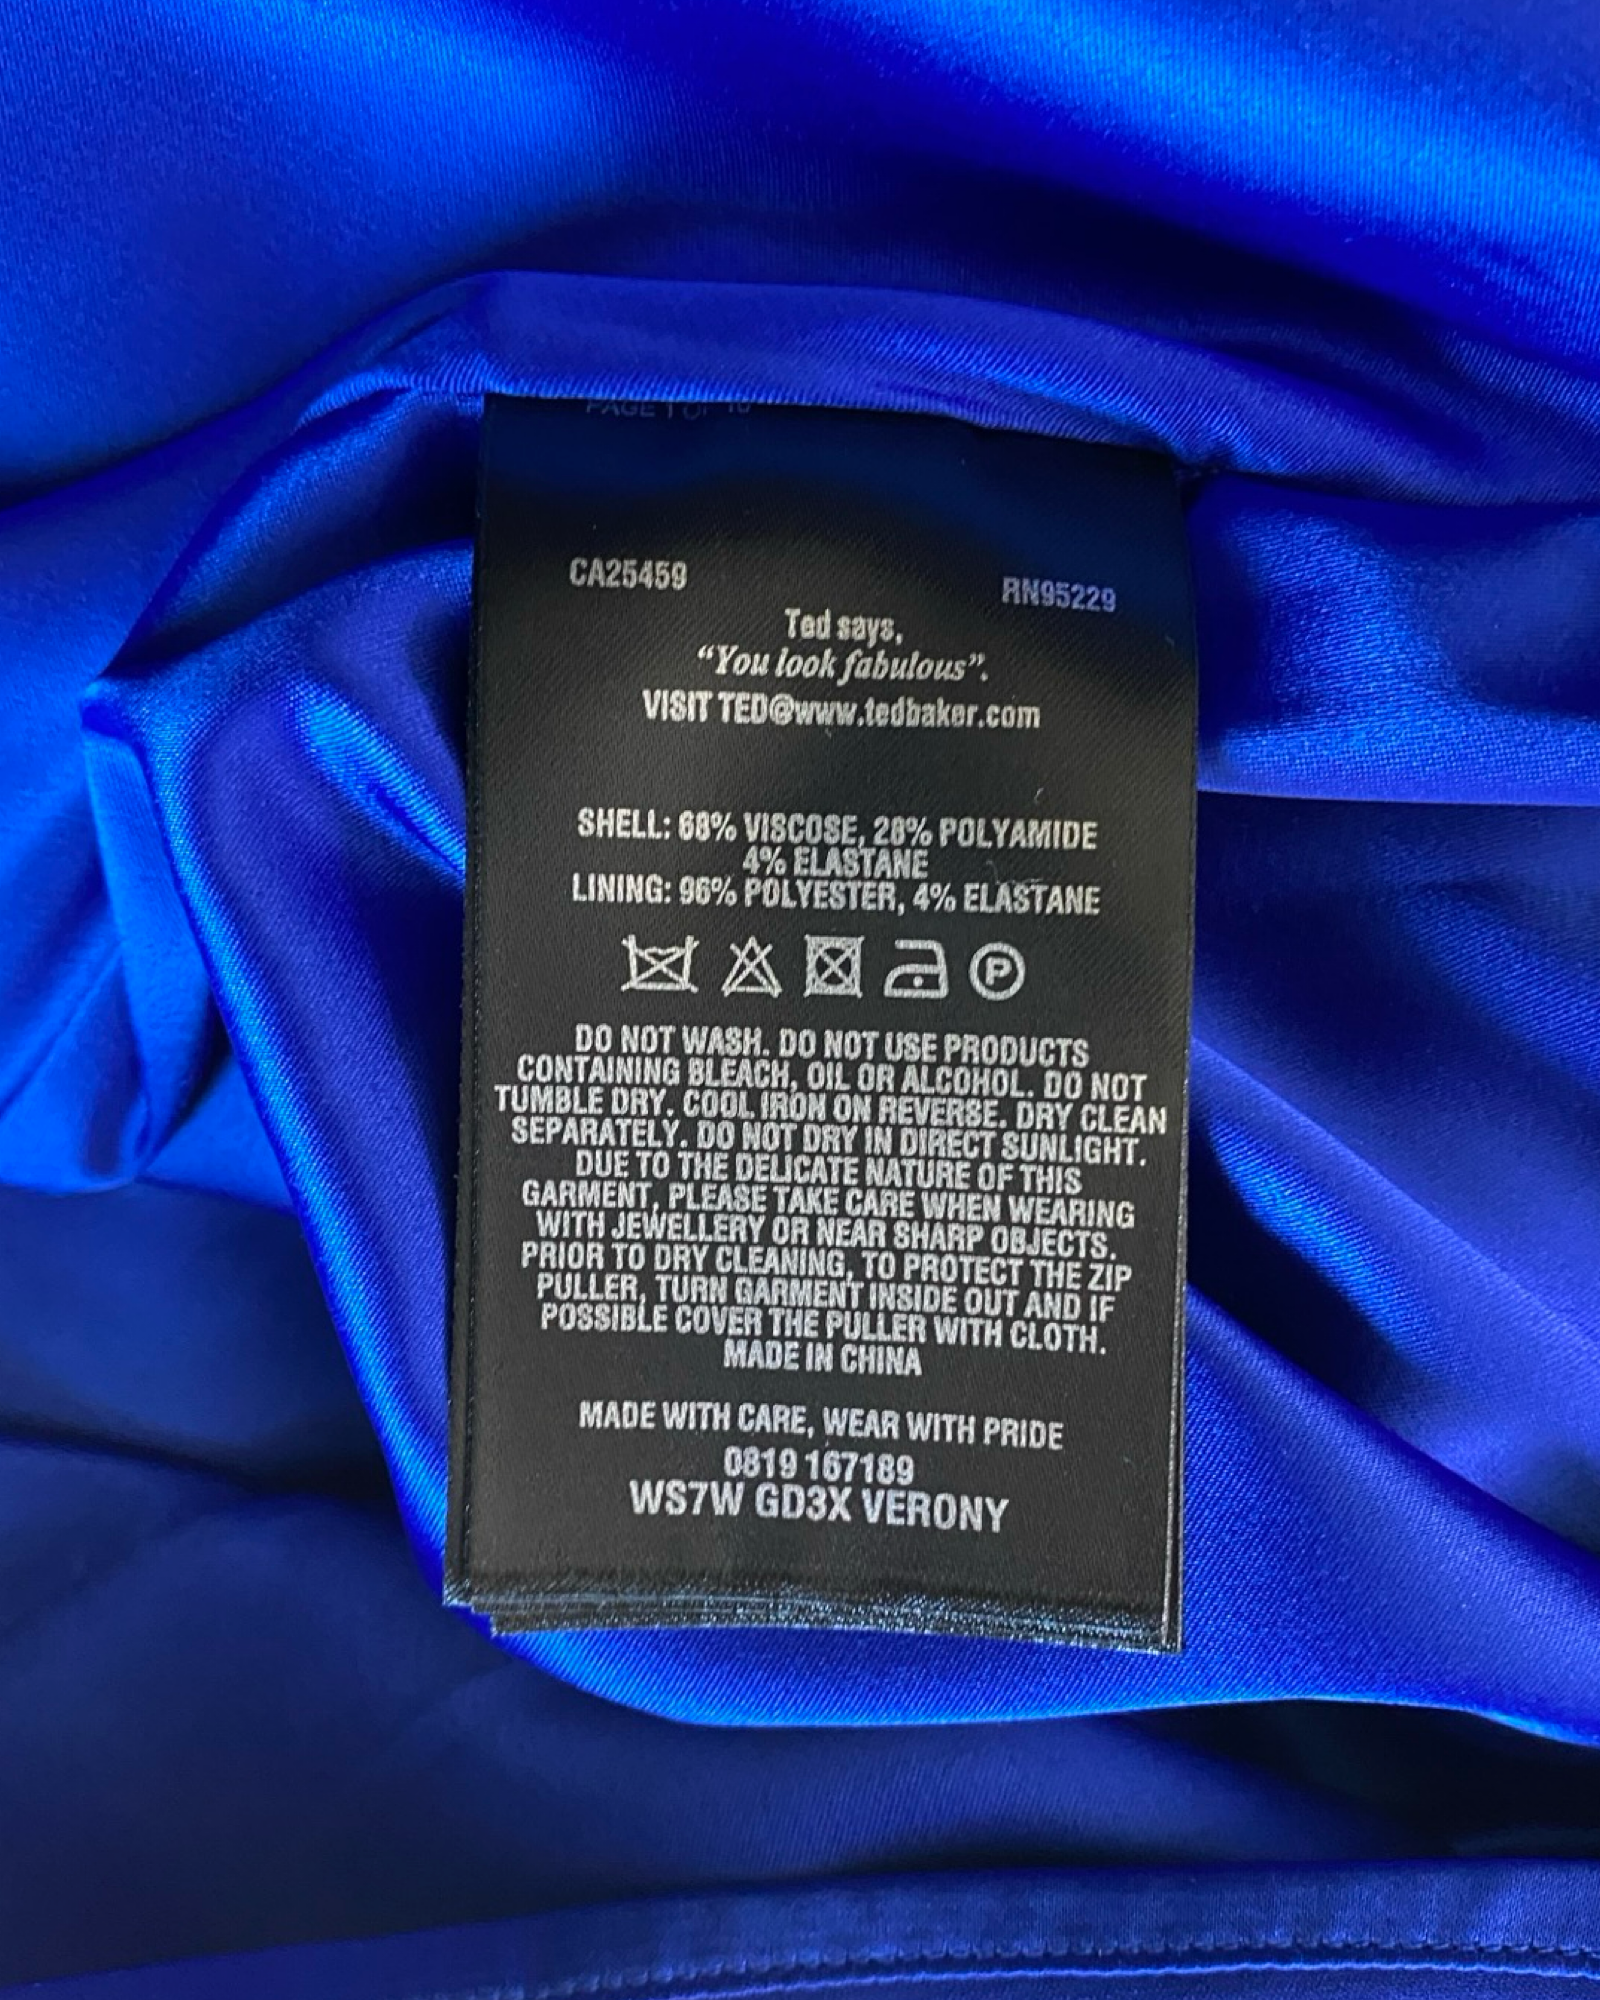 PAGE 1 OF 10
CA25459 RN95229
Ted says,
“You look fabulous”.
VISIT TED@www.tedbaker.com
SHELL: 68% VISCOSE, 28% POLYAMIDE
4% ELASTANE
LINING: 96% POLYESTER, 4% ELASTANE
P
DO NOT WASH. DO NOT USE PRODUCTS
CONTAINING BLEACH, OIL OR ALCOHOL. DO NOT
TUMBLE DRY. COOL IRON ON REVERSE. DRY CLEAN
SEPARATELY. DO NOT DRY IN DIRECT SUNLIGHT.
DUE TO THE DELICATE NATURE OF THIS
GARMENT, PLEASE TAKE CARE WHEN WEARING
WITH JEWELLERY OR NEAR SHARP OBJECTS.
PRIOR TO DRY CLEANING, TO PROTECT THE ZIP
PULLER, TURN GARMENT INSIDE OUT AND IF
POSSIBLE COVER THE PULLER WITH CLOTH.
MADE IN CHINA
MADE WITH CARE, WEAR WITH PRIDE
0819 167189
WS7W GD3X VERONY